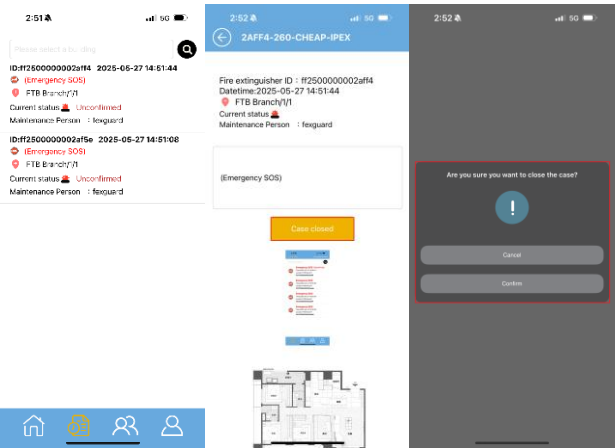 2:51
5G
Please select a building
ID:ff2500000002aff4 2025-05-27 14:51:44
(Emergency SOS)
FTB Branch/1/1
Current status Unconfirmed
Maintenance Person : fexguard
ID:ff2500000002af5e 2025-05-27 14:51:08
(Emergency SOS)
FTB Branch/1/1
Current status Unconfirmed
Maintenance Person : fexguard
2:52
5G
2AFF4-260-CHEAP-IPEX
Fire extinguisher ID : ff2500000002aff4
Datetime:2025-05-27 14:51:44
FTB Branch/1/1
Current status
Maintenance Person : fexguard
(Emergency SOS)
Case closed
2:52
5G
Are you sure you want to close the case?
!
Cancel
Confirm